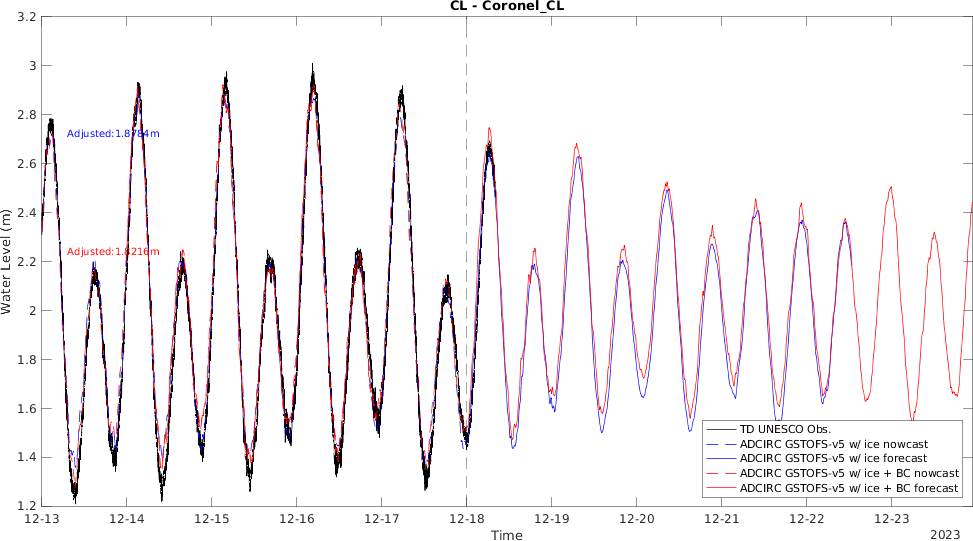 CL - Coronel_CL
3.2
3
2.8
2.6
2.4
2.2
2
1.8
1.6
1.4
1.2
Water Level (m)
Adjusted:1.8784m
Adjusted:1.8216m
TD UNESCO Obs.
ADCIRC GSTOFS-v5 w/ ice nowcast
ADCIRC GSTOFS-v5 w/ ice forecast
ADCIRC GSTOFS-v5 w/ ice + BC nowcast
ADCIRC GSTOFS-v5 w/ ice + BC forecast
12-13 12-14 12-15 12-16 12-17 12-18 12-19 12-20 12-21 12-22 12-23
Time
2023